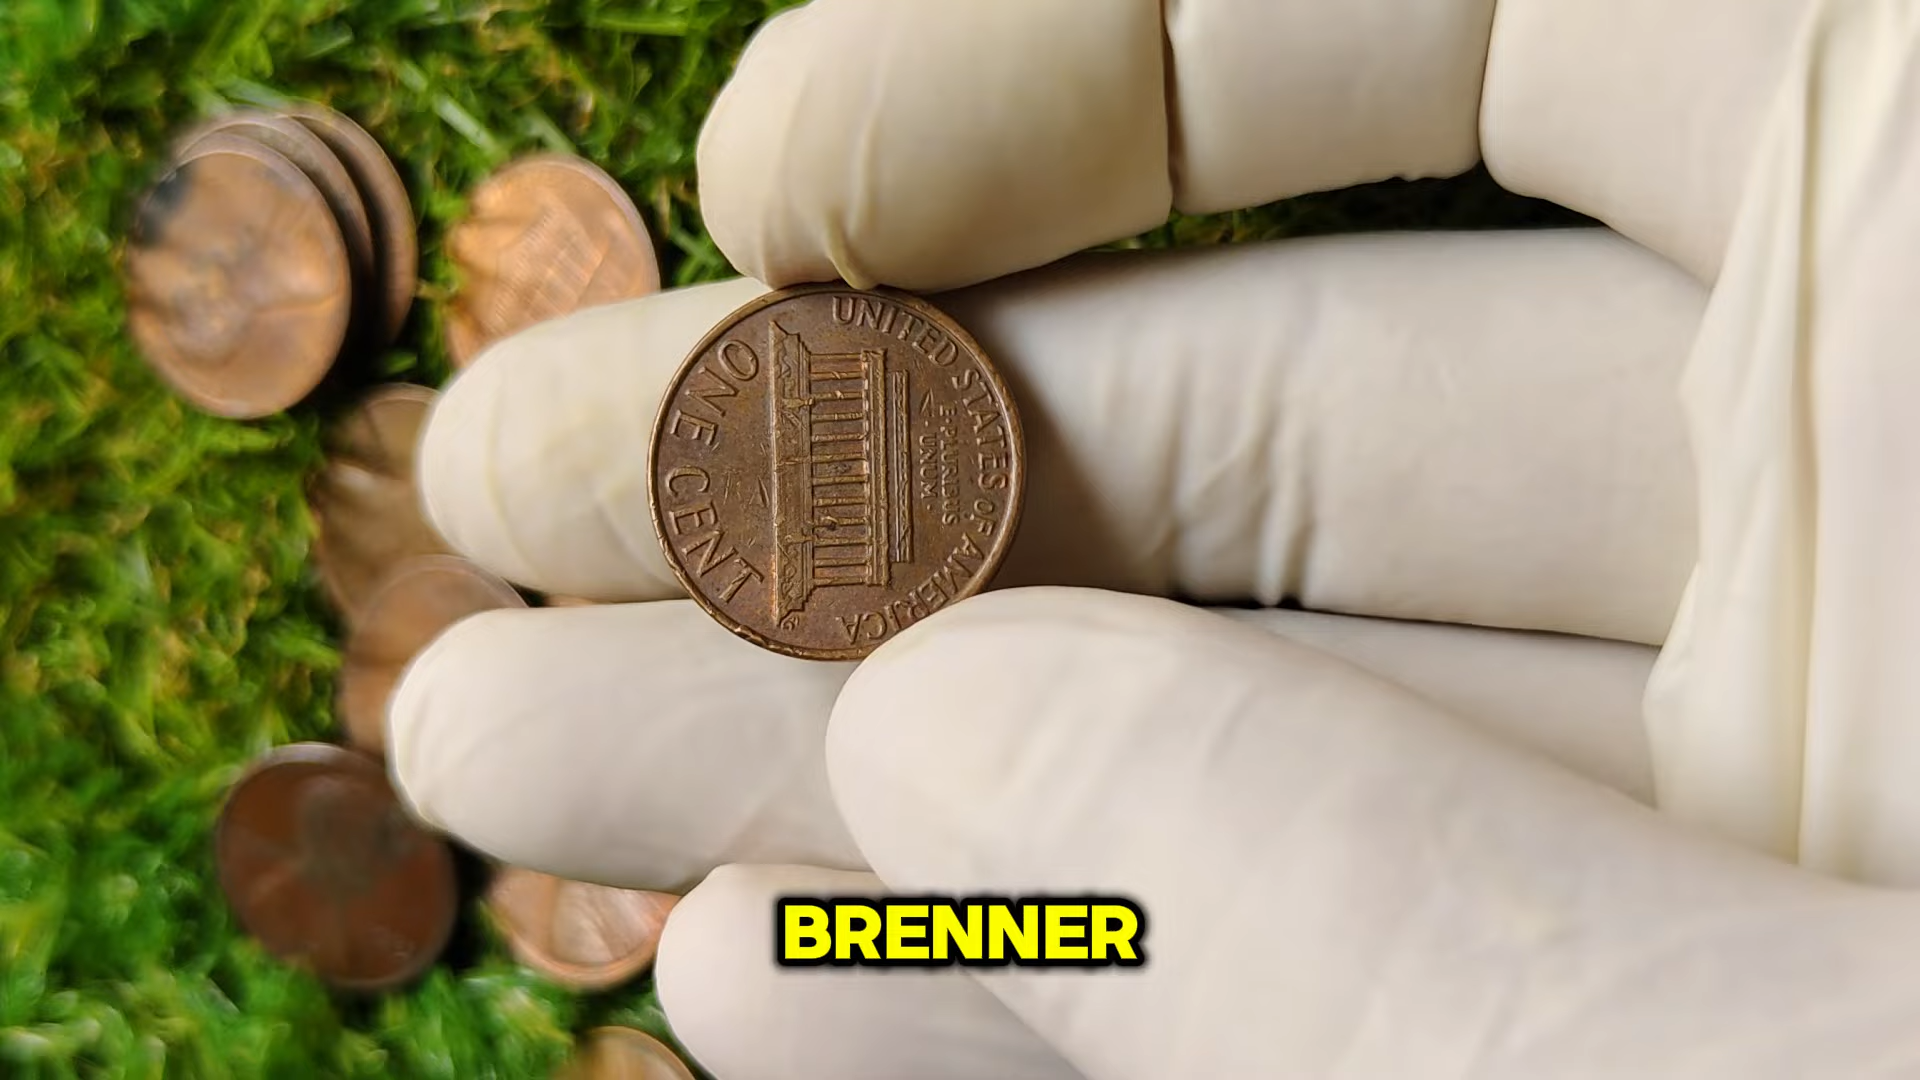 UNITED STATES OF AMERICA
E PLURIBUS
UNUM
ONE CENT
BRENNER